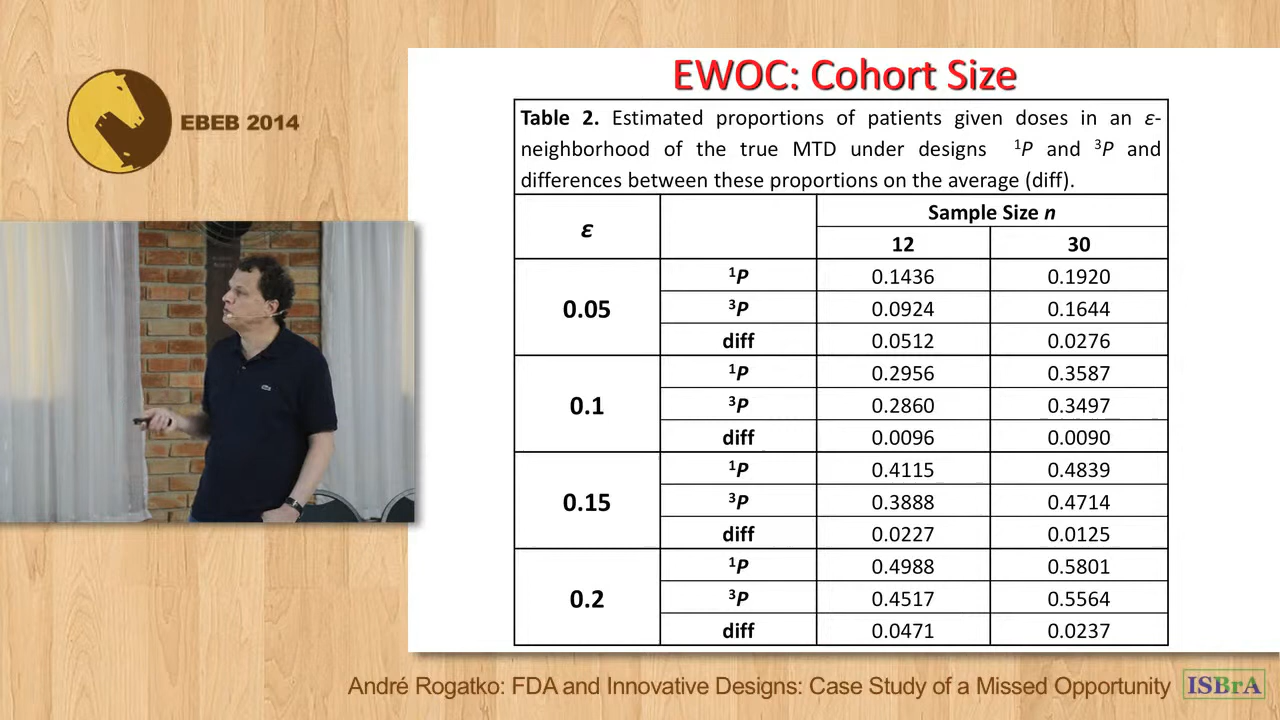 EBEB 2014
EWOC: Cohort Size
Table 2. Estimated proportions of patients given doses in an ε-
neighborhood of the true MTD under designs ¹P and ³P and
differences between these proportions on the average (diff).
ε Sample Size n
12 30
0.05 ¹P 0.1436 0.1920
³P 0.0924 0.1644
diff 0.0512 0.0276
0.1 ¹P 0.2956 0.3587
³P 0.2860 0.3497
diff 0.0096 0.0090
0.15 ¹P 0.4115 0.4839
³P 0.3888 0.4714
diff 0.0227 0.0125
0.2 ¹P 0.4988 0.5801
³P 0.4517 0.5564
diff 0.0471 0.0237
André Rogatko: FDA and Innovative Designs: Case Study of a Missed Opportunity ISBrA